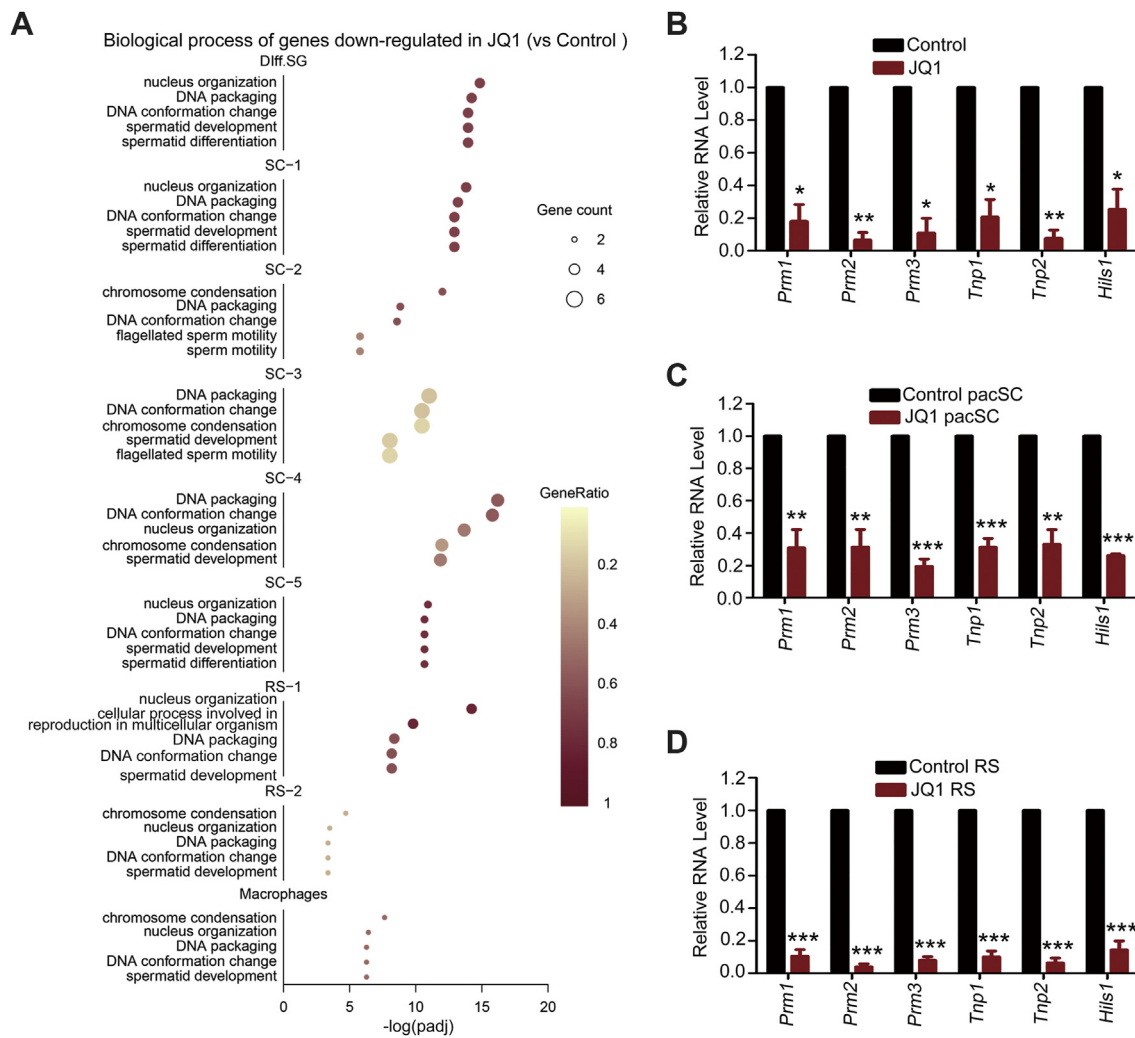 A
Biological process of genes down-regulated in JQ1 (vs Control )
DIff.SG
nucleus organization
DNA packaging
DNA conformation change
spermatid development
spermatid differentiation
SC-1
nucleus organization
DNA packaging
DNA conformation change
spermatid development
spermatid differentiation
SC-2
chromosome condensation
DNA packaging
DNA conformation change
flagellated sperm motility
sperm motility
SC-3
DNA packaging
DNA conformation change
chromosome condensation
spermatid development
flagellated sperm motility
SC-4
DNA packaging
DNA conformation change
nucleus organization
chromosome condensation
spermatid development
SC-5
nucleus organization
DNA packaging
DNA conformation change
spermatid development
spermatid differentiation
RS-1
nucleus organization
cellular process involved in
reproduction in multicellular organism
DNA packaging
DNA conformation change
spermatid development
RS-2
chromosome condensation
nucleus organization
DNA packaging
DNA conformation change
spermatid development
Macrophages
chromosome condensation
nucleus organization
DNA packaging
DNA conformation change
spermatid development
0 5 10 15 20
-log(padj)
Gene count
2
4
6
GeneRatio
0.2
0.4
0.6
0.8
1
B
Control
JQ1
Relative RNA Level
1.2
1.0
0.8
0.6
0.4
0.2
0.0
* ** * * ** *
Prm1 Prm2 Prm3 Tnp1 Tnp2 Hils1
C
Control pacSC
JQ1 pacSC
Relative RNA Level
1.2
1.0
0.8
0.6
0.4
0.2
0.0
** ** *** *** ** ***
Prm1 Prm2 Prm3 Tnp1 Tnp2 Hils1
D
Control RS
JQ1 RS
Relative RNA Level
1.2
1.0
0.8
0.6
0.4
0.2
0.0
*** *** *** *** *** ***
Prm1 Prm2 Prm3 Tnp1 Tnp2 Hils1